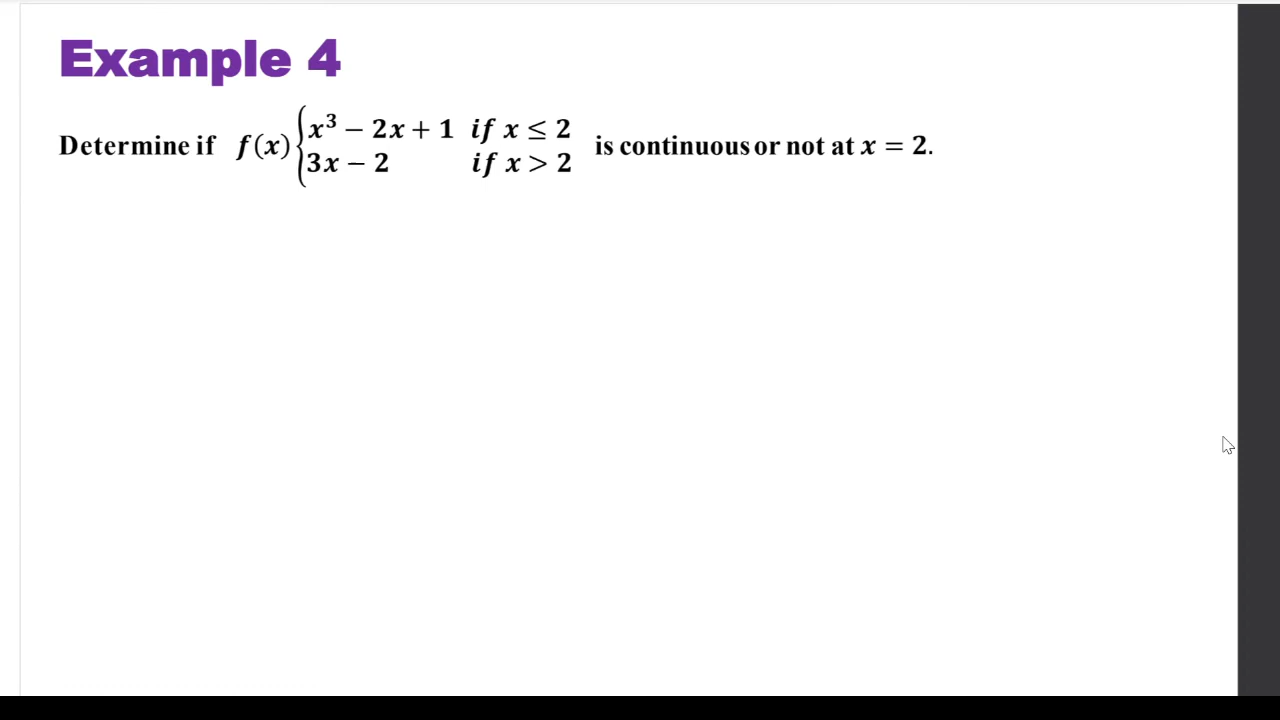 Example 4
Determine if f(x) { x³ − 2x + 1 if x ≤ 2 is continuous or not at x = 2.
3x − 2 if x > 2